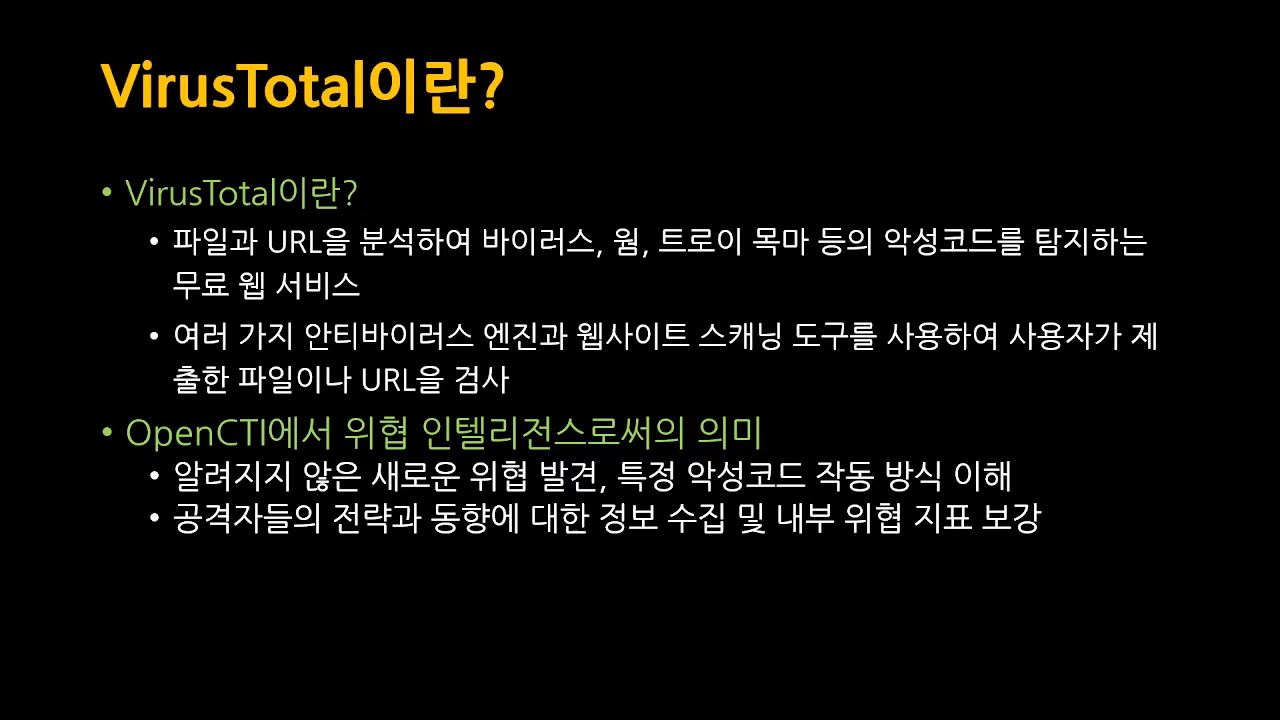 VirusTotal이란?
• VirusTotal이란?
• 파일과 URL을 분석하여 바이러스, 웜, 트로이 목마 등의 악성코드를 탐지하는
무료 웹 서비스
• 여러 가지 안티바이러스 엔진과 웹사이트 스캐닝 도구를 사용하여 사용자가 제
출한 파일이나 URL을 검사
• OpenCTI에서 위협 인텔리전스로써의 의미
• 알려지지 않은 새로운 위협 발견, 특정 악성코드 작동 방식 이해
• 공격자들의 전략과 동향에 대한 정보 수집 및 내부 위협 지표 보강